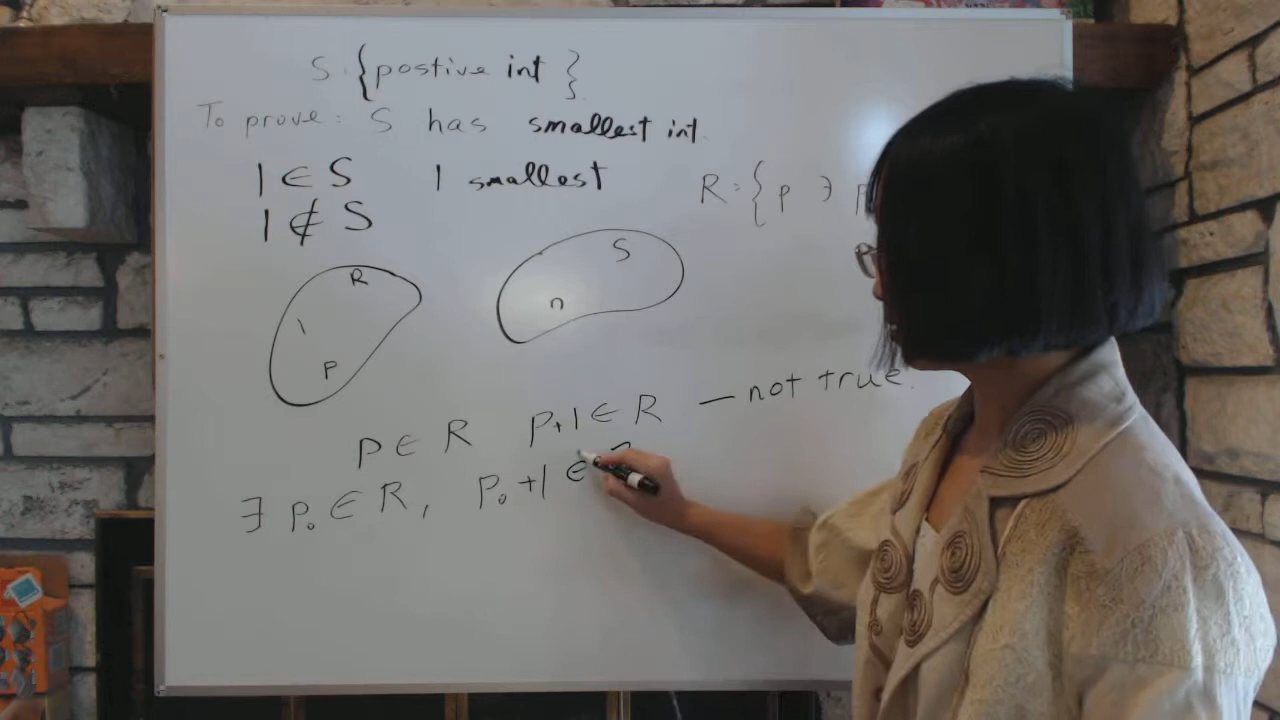 S : {postive int }
To prove: S has smallest int.
1 ∈ S 1 smallest
R : { p ∋ p
1 ∉ S
R
S
1
n
P
P ∈ R P+1 ∈ R — not true.
∃ P₀ ∈ R, P₀ +1 ∈